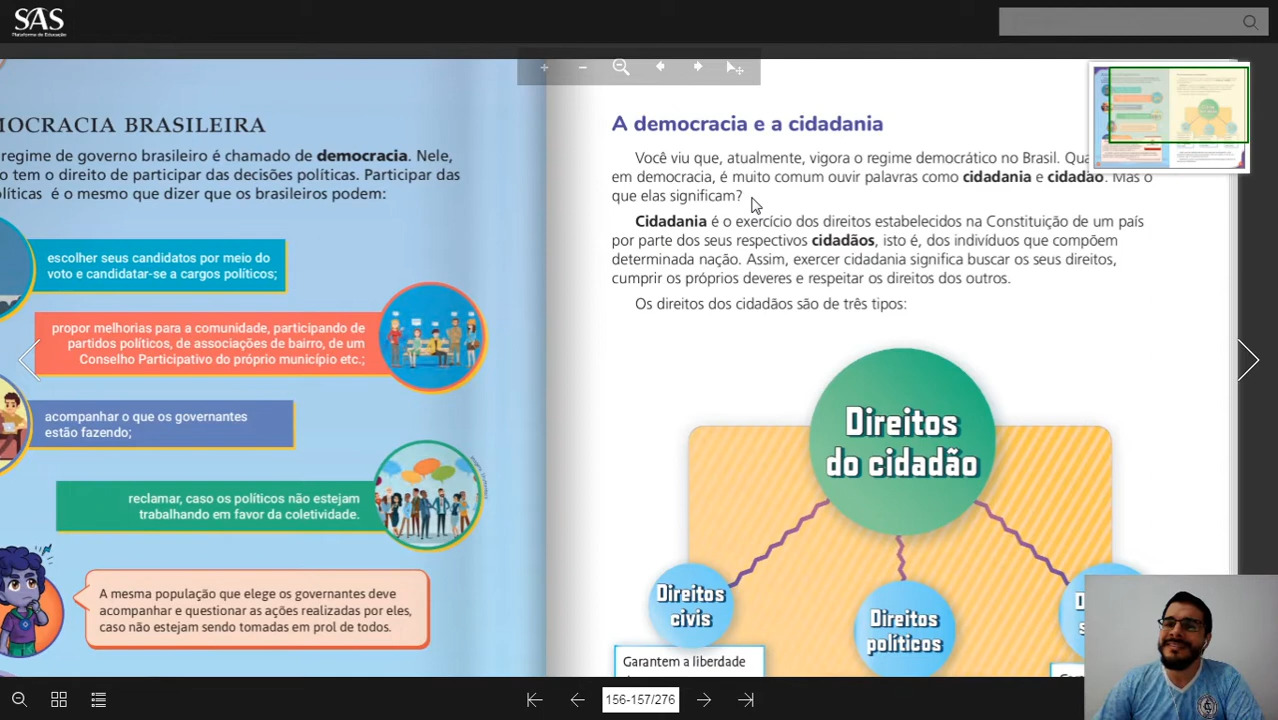 SAS
Plataforma de Educação
MOCRACIA BRASILEIRA
regime de governo brasileiro é chamado de democracia. Nele,
o tem o direito de participar das decisões políticas. Participar das
líticas é o mesmo que dizer que os brasileiros podem:
escolher seus candidatos por meio do
voto e candidatar-se a cargos políticos;
propor melhorias para a comunidade, participando de
partidos políticos, de associações de bairro, de um
Conselho Participativo do próprio município etc.;
acompanhar o que os governantes
estão fazendo;
reclamar, caso os políticos não estejam
trabalhando em favor da coletividade.
A mesma população que elege os governantes deve
acompanhar e questionar as ações realizadas por eles,
caso não estejam sendo tomadas em prol de todos.
A democracia e a cidadania
Você viu que, atualmente, vigora o regime democrático no Brasil. Qua
em democracia, é muito comum ouvir palavras como cidadania e cidadão. Mas o
que elas significam?
Cidadania é o exercício dos direitos estabelecidos na Constituição de um país
por parte dos seus respectivos cidadãos, isto é, dos indivíduos que compõem
determinada nação. Assim, exercer cidadania significa buscar os seus direitos,
cumprir os próprios deveres e respeitar os direitos dos outros.
Os direitos dos cidadãos são de três tipos:
Direitos
do cidadão
Direitos
civis
Direitos
políticos
Garantem a liberdade
156-157/276